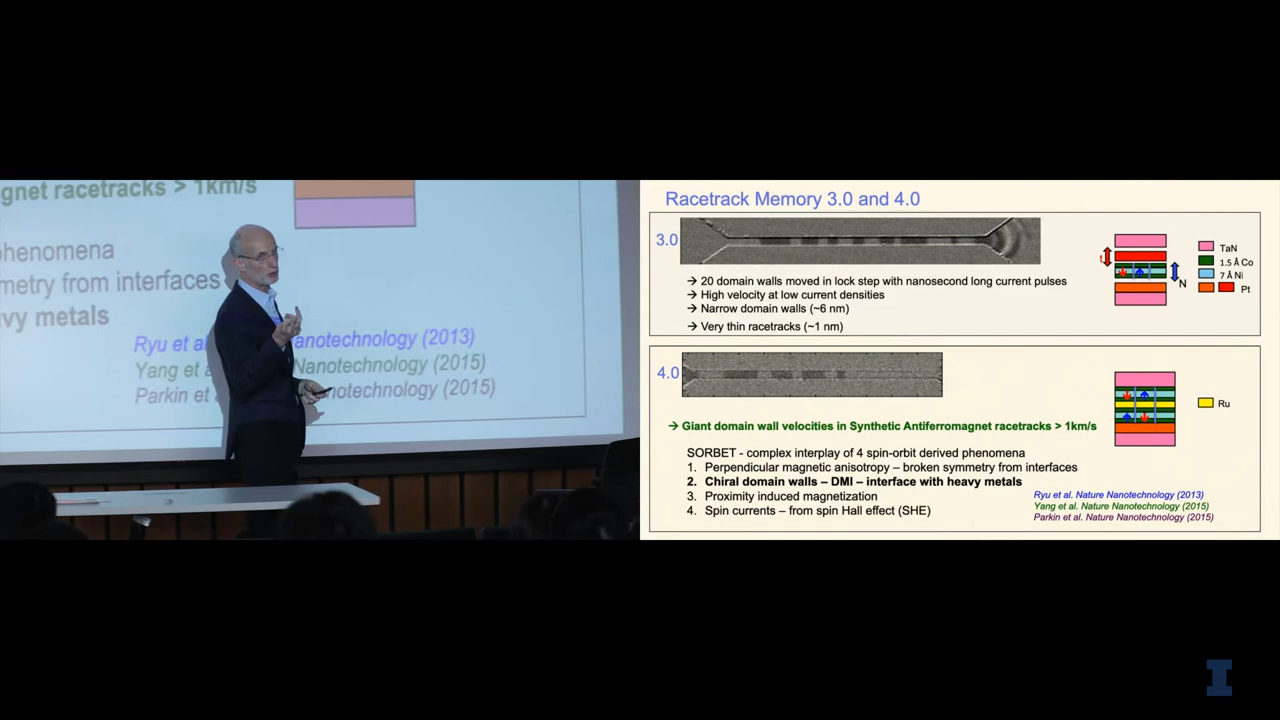 gnet racetracks > 1km/s
phenomena
metry from interfaces
avy metals
Ryu et al. Nanotechnology (2013)
Yang et a Nanotechnology (2015)
Parkin et notechnology (2015)
Racetrack Memory 3.0 and 4.0
3.0
→ 20 domain walls moved in lock step with nanosecond long current pulses
→ High velocity at low current densities
→ Narrow domain walls (~6 nm)
→ Very thin racetracks (~1 nm)
t
N
TaN
1.5 Å Co
7 Å Ni
Pt
4.0
Ru
→ Giant domain wall velocities in Synthetic Antiferromagnet racetracks > 1km/s
SORBET - complex interplay of 4 spin-orbit derived phenomena
1. Perpendicular magnetic anisotropy – broken symmetry from interfaces
2. Chiral domain walls – DMI – interface with heavy metals
3. Proximity induced magnetization
4. Spin currents – from spin Hall effect (SHE)
Ryu et al. Nature Nanotechnology (2013)
Yang et al. Nature Nanotechnology (2015)
Parkin et al. Nature Nanotechnology (2015)
I